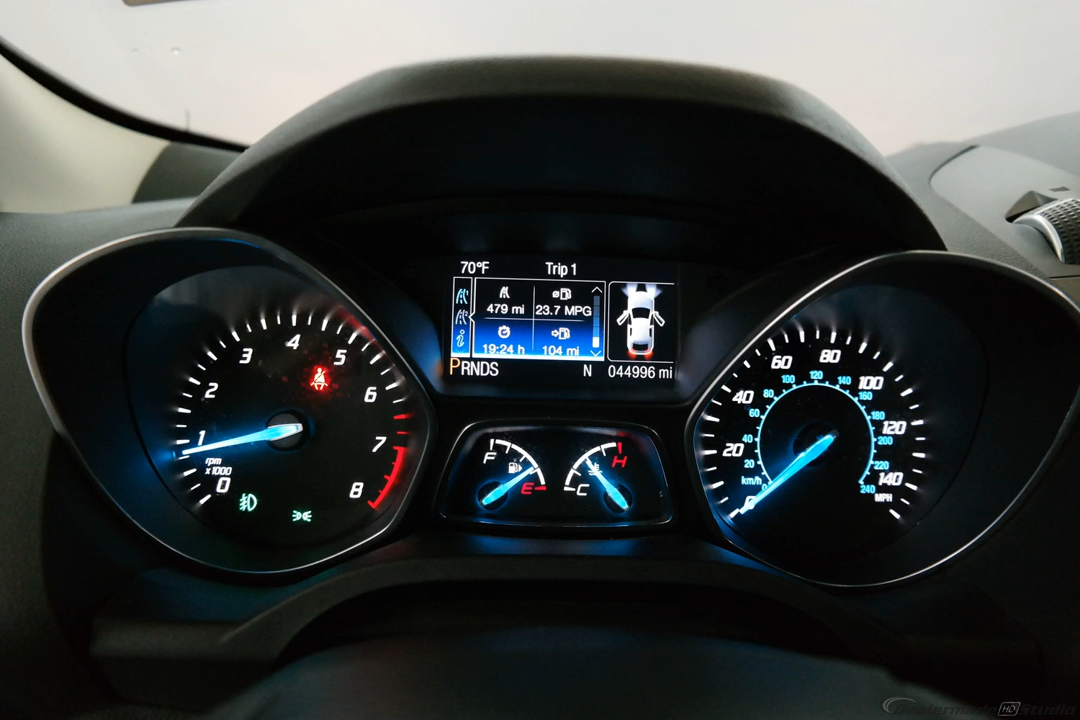 70°F Trip 1
479 mi 23.7 MPG
19:24 h 104 mi
PRNDS N 044996 mi
0 1 2 3 4 5 6 7 8
rpm
x1000
F E
C H
0 20 40 60 80 100 120 140
MPH
20 40 60 80 100 120 140 160 180 200 220 240
km/h
HD Studio